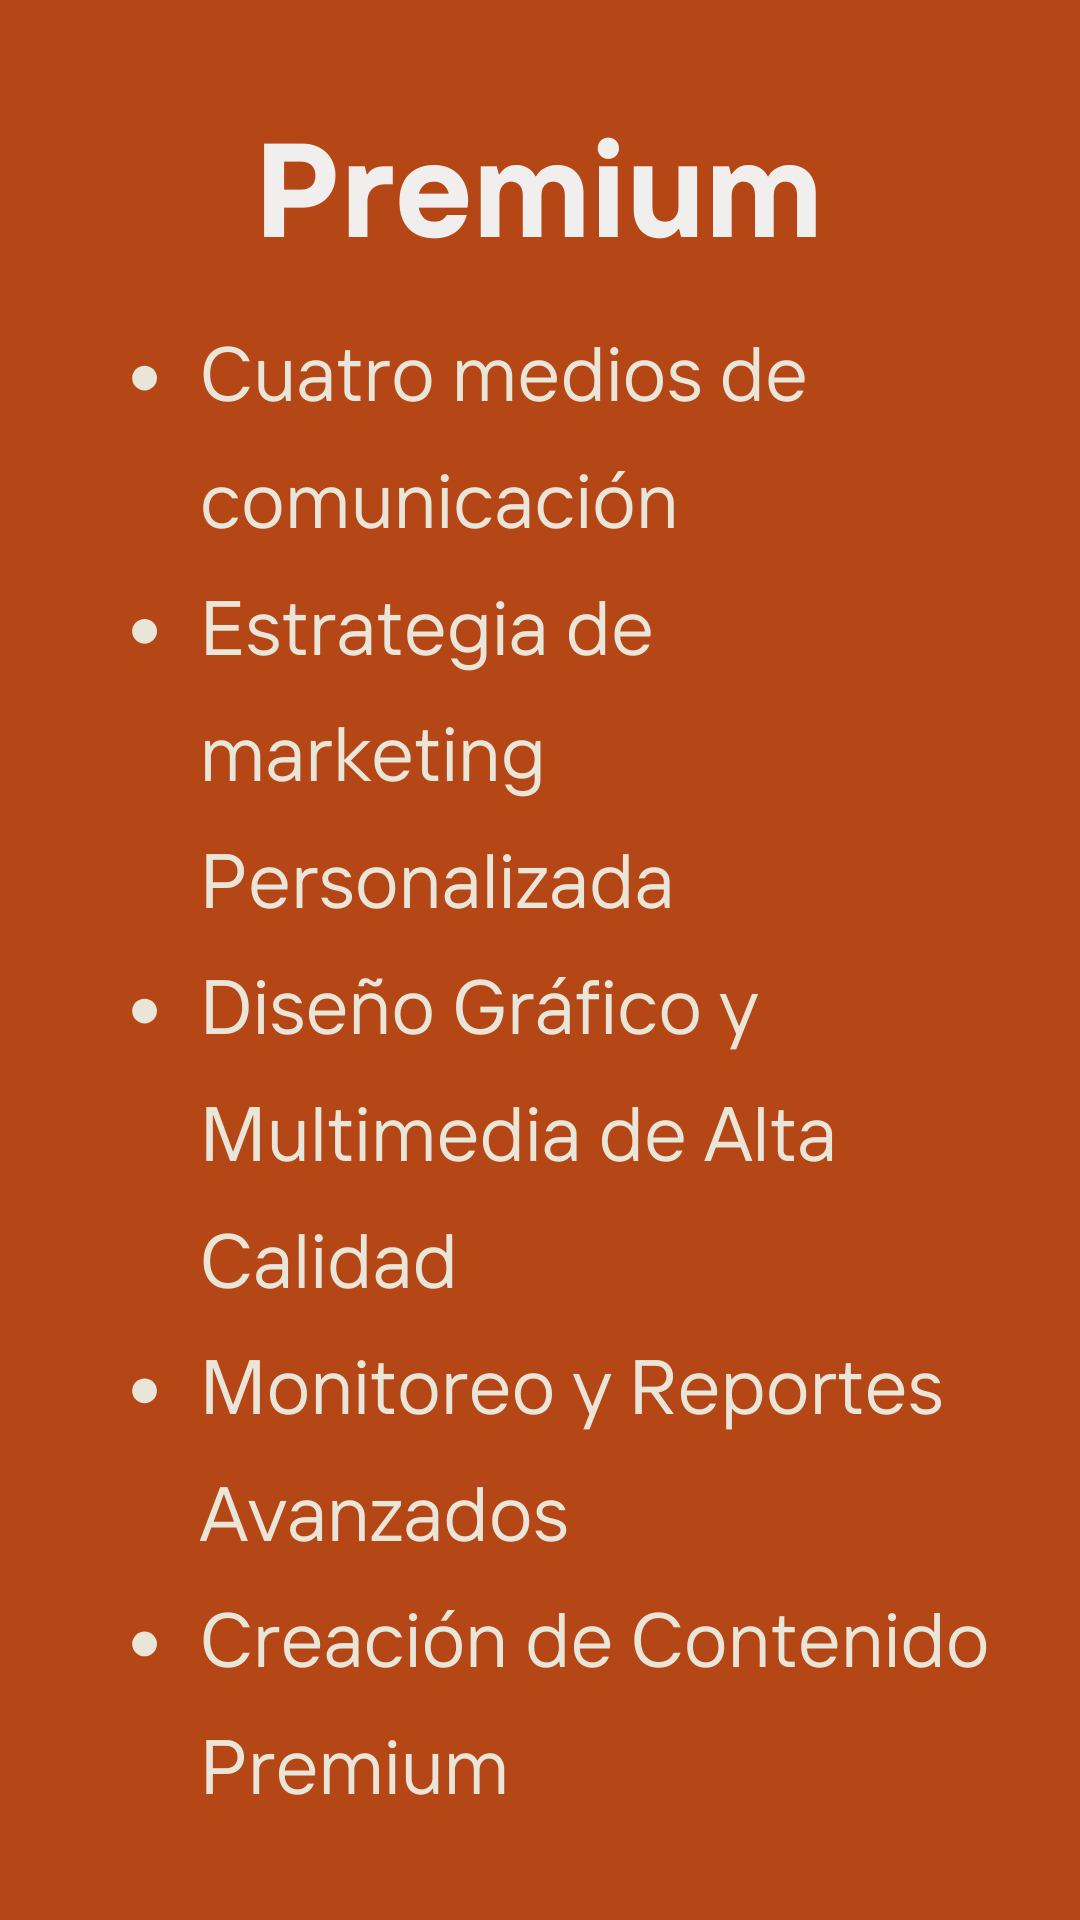 Premium
• Cuatro medios de
comunicación
• Estrategia de
marketing
Personalizada
• Diseño Gráfico y
Multimedia de Alta
Calidad
• Monitoreo y Reportes
Avanzados
• Creación de Contenido
Premium